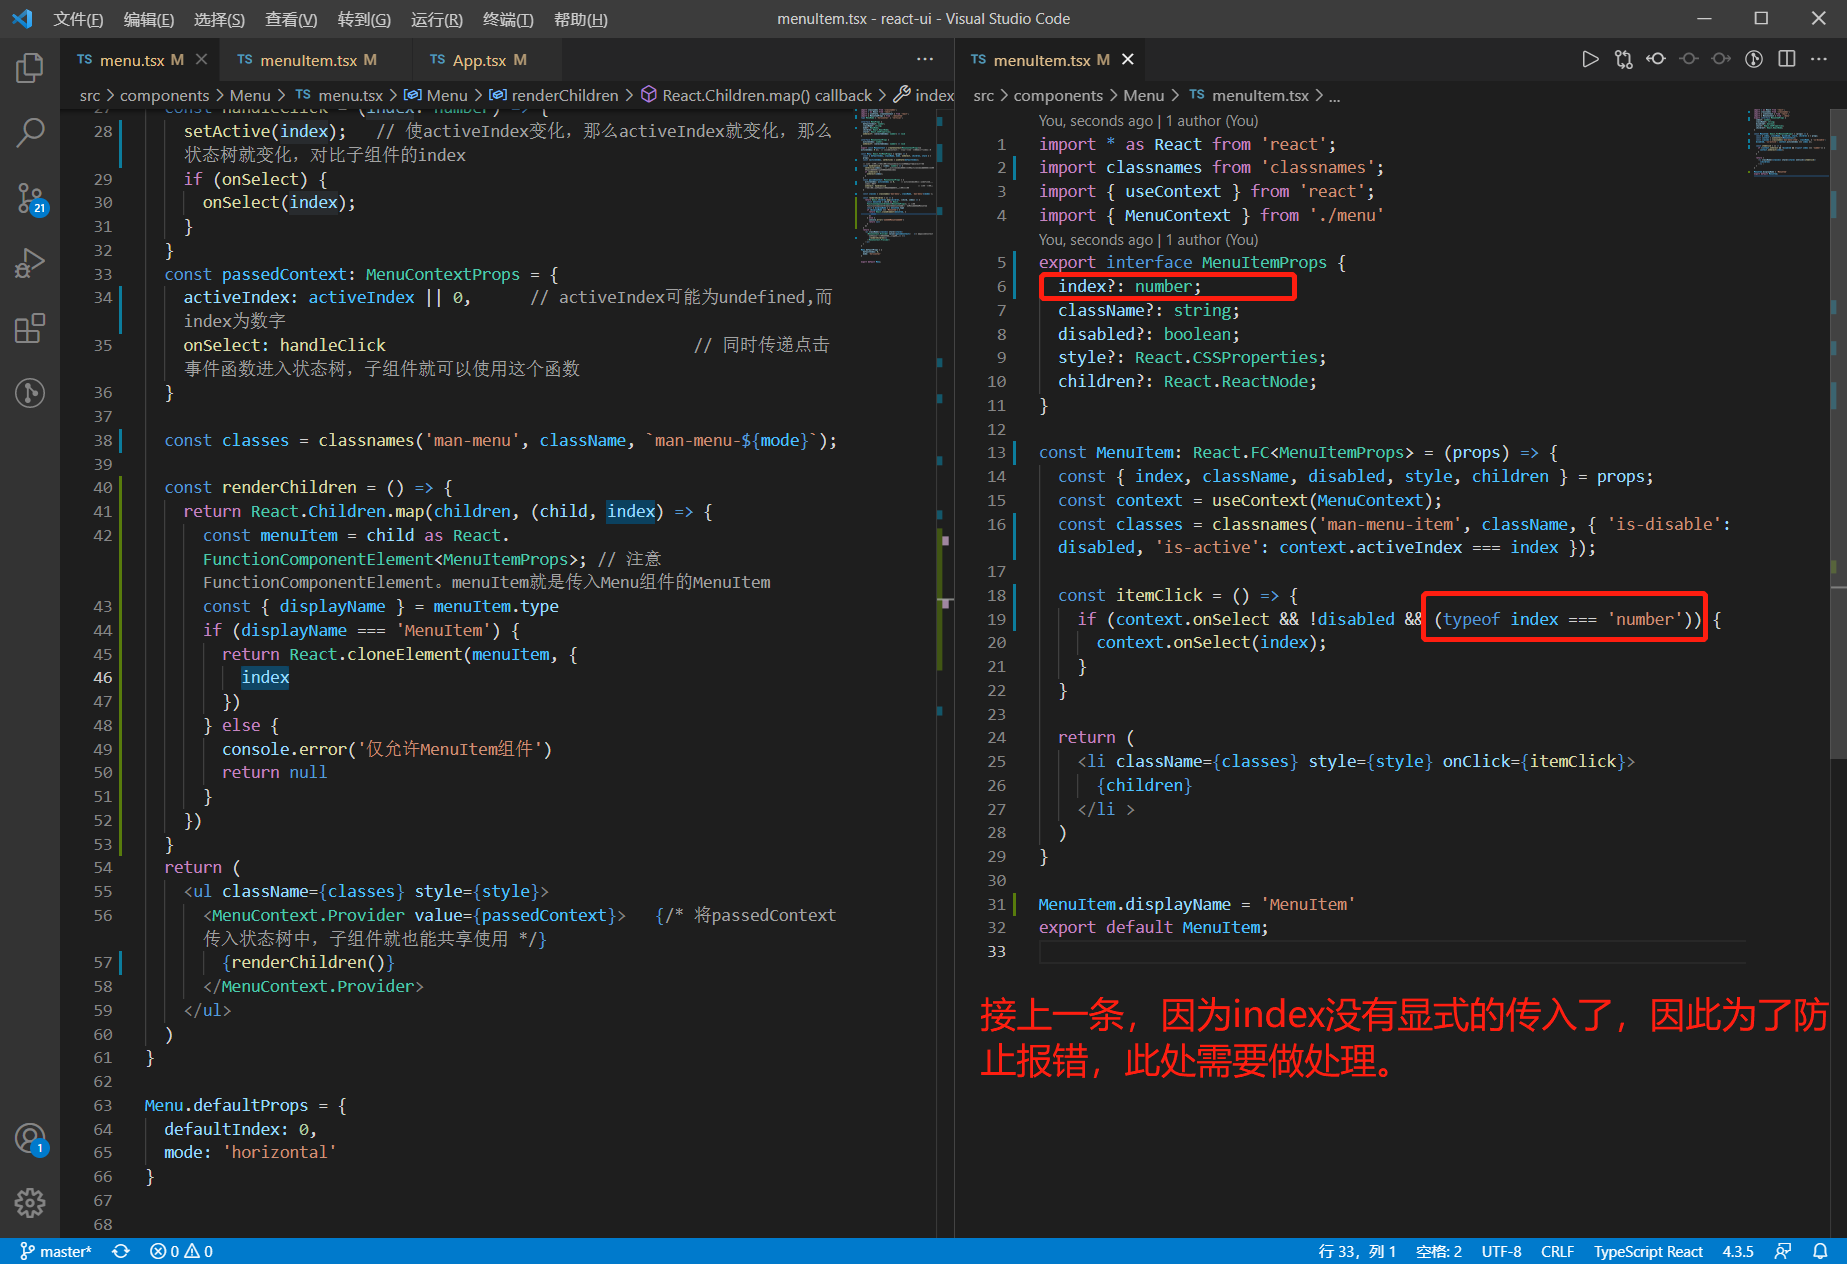 文件(F) 编辑(E) 选择(S) 查看(V) 转到(G) 运行(R) 终端(T) 帮助(H) menuItem.tsx - react-ui - Visual Studio Code
TS menu.tsx M TS menuItem.tsx M TS App.tsx M
src > components > Menu > TS menu.tsx > Menu > renderChildren > React.Children.map() callback > index
28 setActive(index); // 使activeIndex变化，那么activeIndex就变化，那么
状态树就变化，对比子组件的index
29 if (onSelect) {
30 onSelect(index);
31 }
32 }
33 const passedContext: MenuContextProps = {
34 activeIndex: activeIndex || 0, // activeIndex可能为undefined,而
index为数字
35 onSelect: handleClick // 同时传递点击
事件函数进入状态树，子组件就可以使用这个函数
36 }
37
38 const classes = classnames('man-menu', className, `man-menu-${mode}`);
39
40 const renderChildren = () => {
41 return React.Children.map(children, (child, index) => {
42 const menuItem = child as React.
FunctionComponentElement<MenuItemProps>; // 注意
FunctionComponentElement。menuItem就是传入Menu组件的MenuItem
43 const { displayName } = menuItem.type
44 if (displayName === 'MenuItem') {
45 return React.cloneElement(menuItem, {
46 index
47 })
48 } else {
49 console.error('仅允许MenuItem组件')
50 return null
51 }
52 })
53 }
54 return (
55 <ul className={classes} style={style}>
56 <MenuContext.Provider value={passedContext}> {/* 将passedContext
传入状态树中，子组件就也能共享使用 */}
57 {renderChildren()}
58 </MenuContext.Provider>
59 </ul>
60 )
61 }
62
63 Menu.defaultProps = {
64 defaultIndex: 0,
65 mode: 'horizontal'
66 }
67
68
TS menuItem.tsx M
src > components > Menu > TS menuItem.tsx > ...
You, seconds ago | 1 author (You)
1 import * as React from 'react';
2 import classnames from 'classnames';
3 import { useContext } from 'react';
4 import { MenuContext } from './menu'
You, seconds ago | 1 author (You)
5 export interface MenuItemProps {
6 index?: number;
7 className?: string;
8 disabled?: boolean;
9 style?: React.CSSProperties;
10 children?: React.ReactNode;
11 }
12
13 const MenuItem: React.FC<MenuItemProps> = (props) => {
14 const { index, className, disabled, style, children } = props;
15 const context = useContext(MenuContext);
16 const classes = classnames('man-menu-item', className, { 'is-disable':
disabled, 'is-active': context.activeIndex === index });
17
18 const itemClick = () => {
19 if (context.onSelect && !disabled && (typeof index === 'number')) {
20 context.onSelect(index);
21 }
22 }
23
24 return (
25 <li className={classes} style={style} onClick={itemClick}>
26 {children}
27 </li >
28 )
29 }
30
31 MenuItem.displayName = 'MenuItem'
32 export default MenuItem;
33
接上一条，因为index没有显式的传入了，因此为了防
止报错，此处需要做处理。
21
1
master* 0 0 行 33，列 1 空格: 2 UTF-8 CRLF TypeScript React 4.3.5